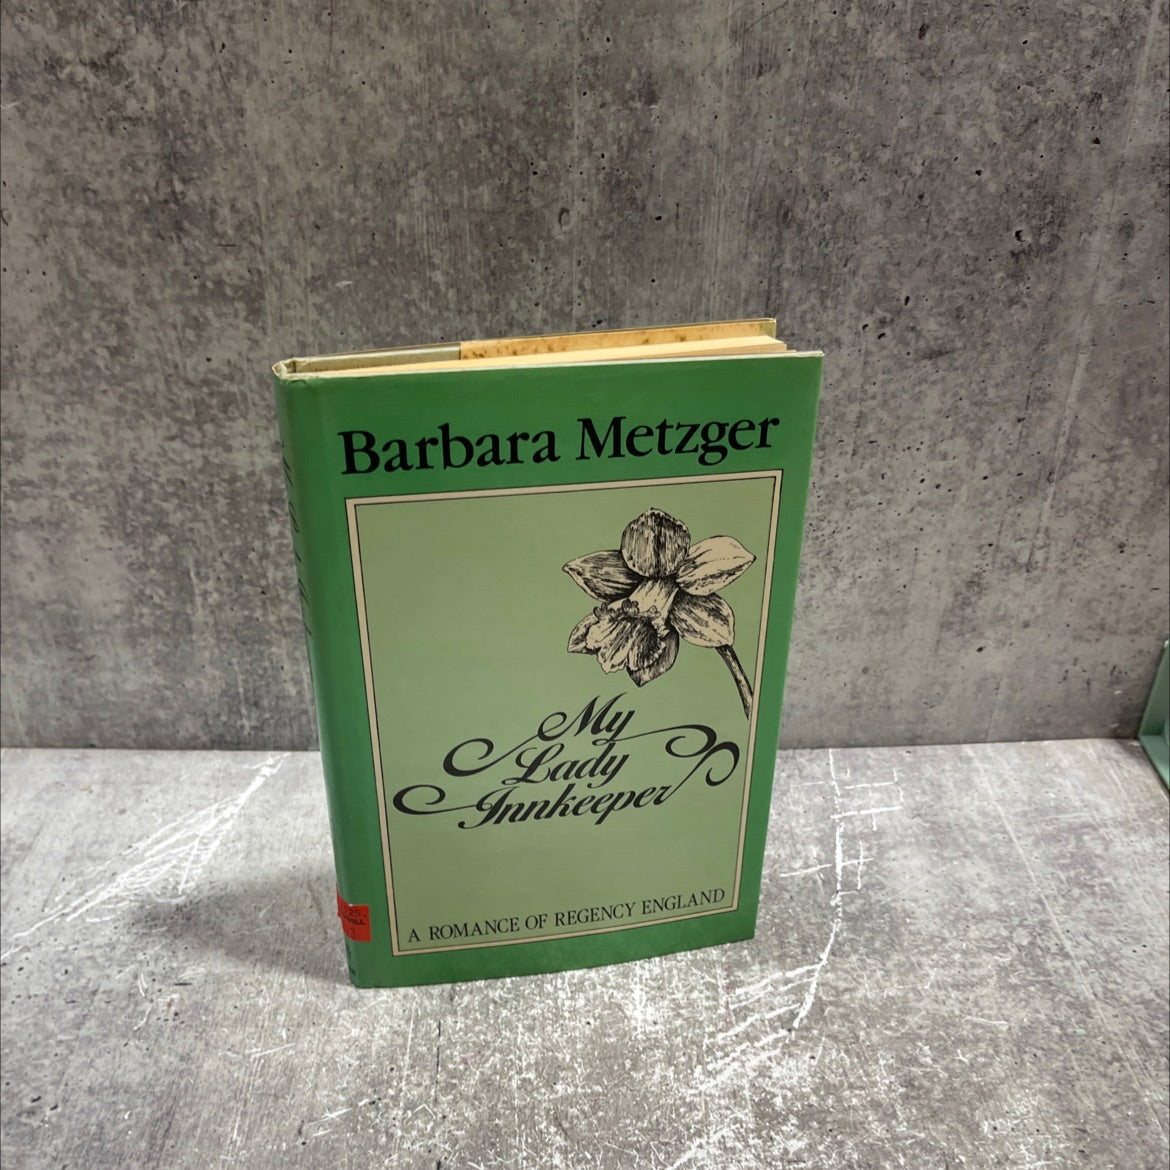 Barbara Metzger
My
Lady
Innkeeper
A ROMANCE OF REGENCY ENGLAND